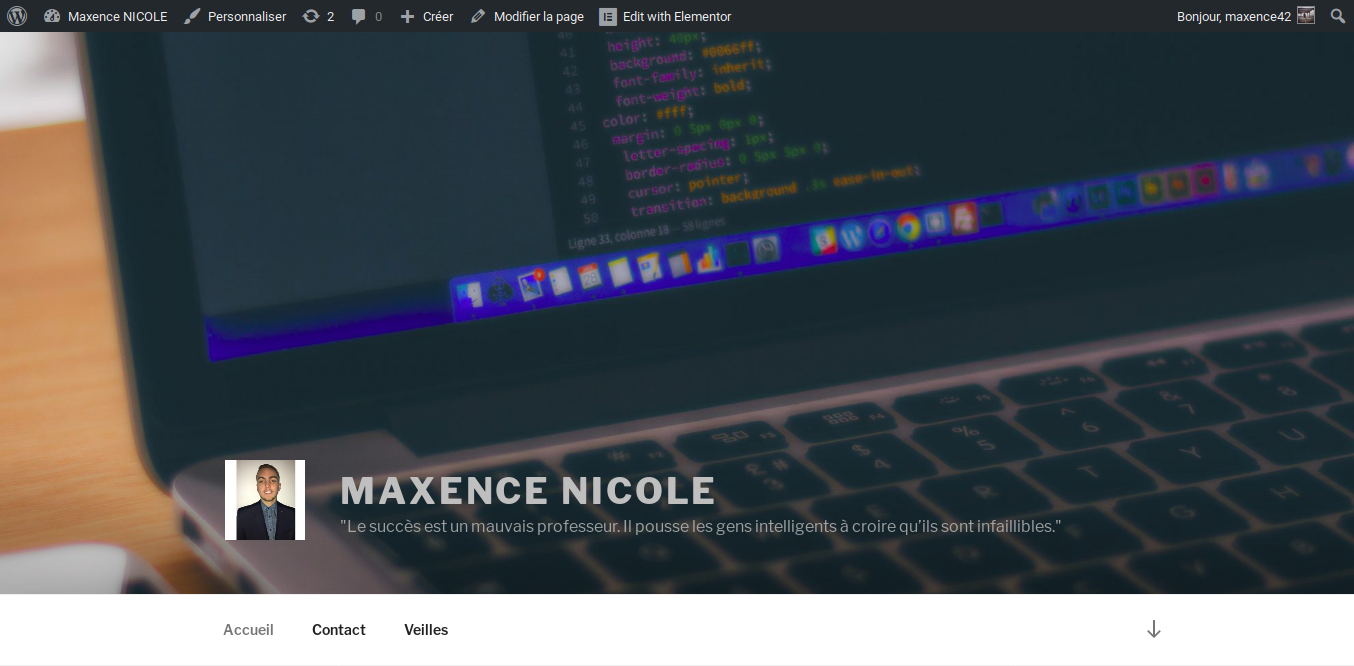 Maxence NICOLE Personnaliser 2 0 Créer Modifier la page Edit with Elementor Bonjour, maxence42
40
41 height: 40px;
42 background: #0066ff;
43 font-family: inherit;
44 font-weight: bold;
45 color: #fff;
46 margin: 0 5px 0px 0;
47 letter-spacing: 1px;
48 border-radius: 0 5px 5px 0;
49 cursor: pointer;
50 transition: background .3s ease-in-out;
Ligne 33, colonne 18 — 58 lignes
MAXENCE NICOLE
"Le succès est un mauvais professeur. Il pousse les gens intelligents à croire qu'ils sont infaillibles."
Accueil Contact Veilles